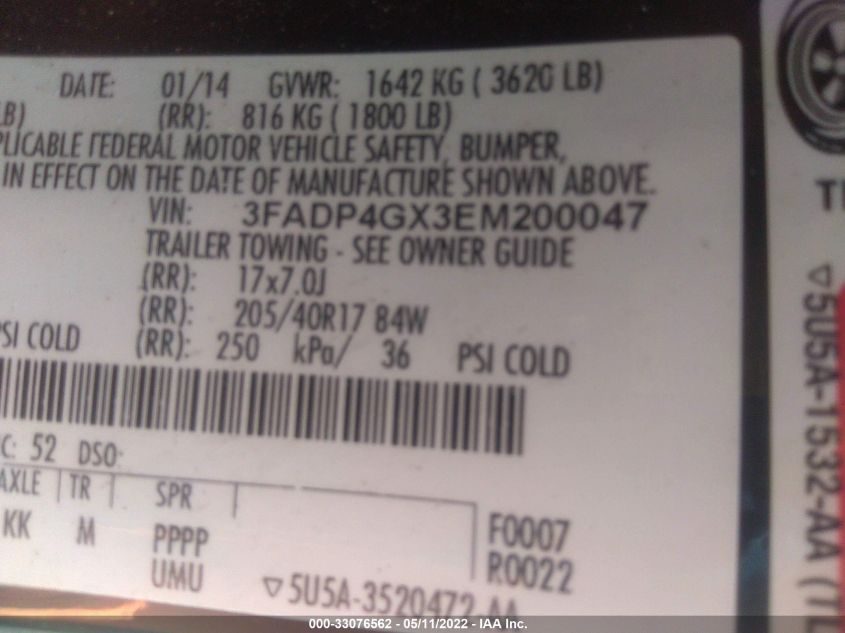 DATE: 01/14 GVWR: 1642 KG ( 3620 LB)
LB) (RR): 816 KG ( 1800 LB)
PLICABLE FEDERAL MOTOR VEHICLE SAFETY, BUMPER,
IN EFFECT ON THE DATE OF MANUFACTURE SHOWN ABOVE.
VIN: 3FADP4GX3EM200047
TRAILER TOWING - SEE OWNER GUIDE
(RR): 17x7.0J
(RR): 205/40R17 84W
PSI COLD (RR): 250 kPa/ 36 PSI COLD
C: 52 DSO:
AXLE TR SPR
KK M PPPP F0007
UMU R0022
▽5U5A-3520472-AA
▽5U5A-1532-AA
000-33076562 - 05/11/2022 - IAA Inc.